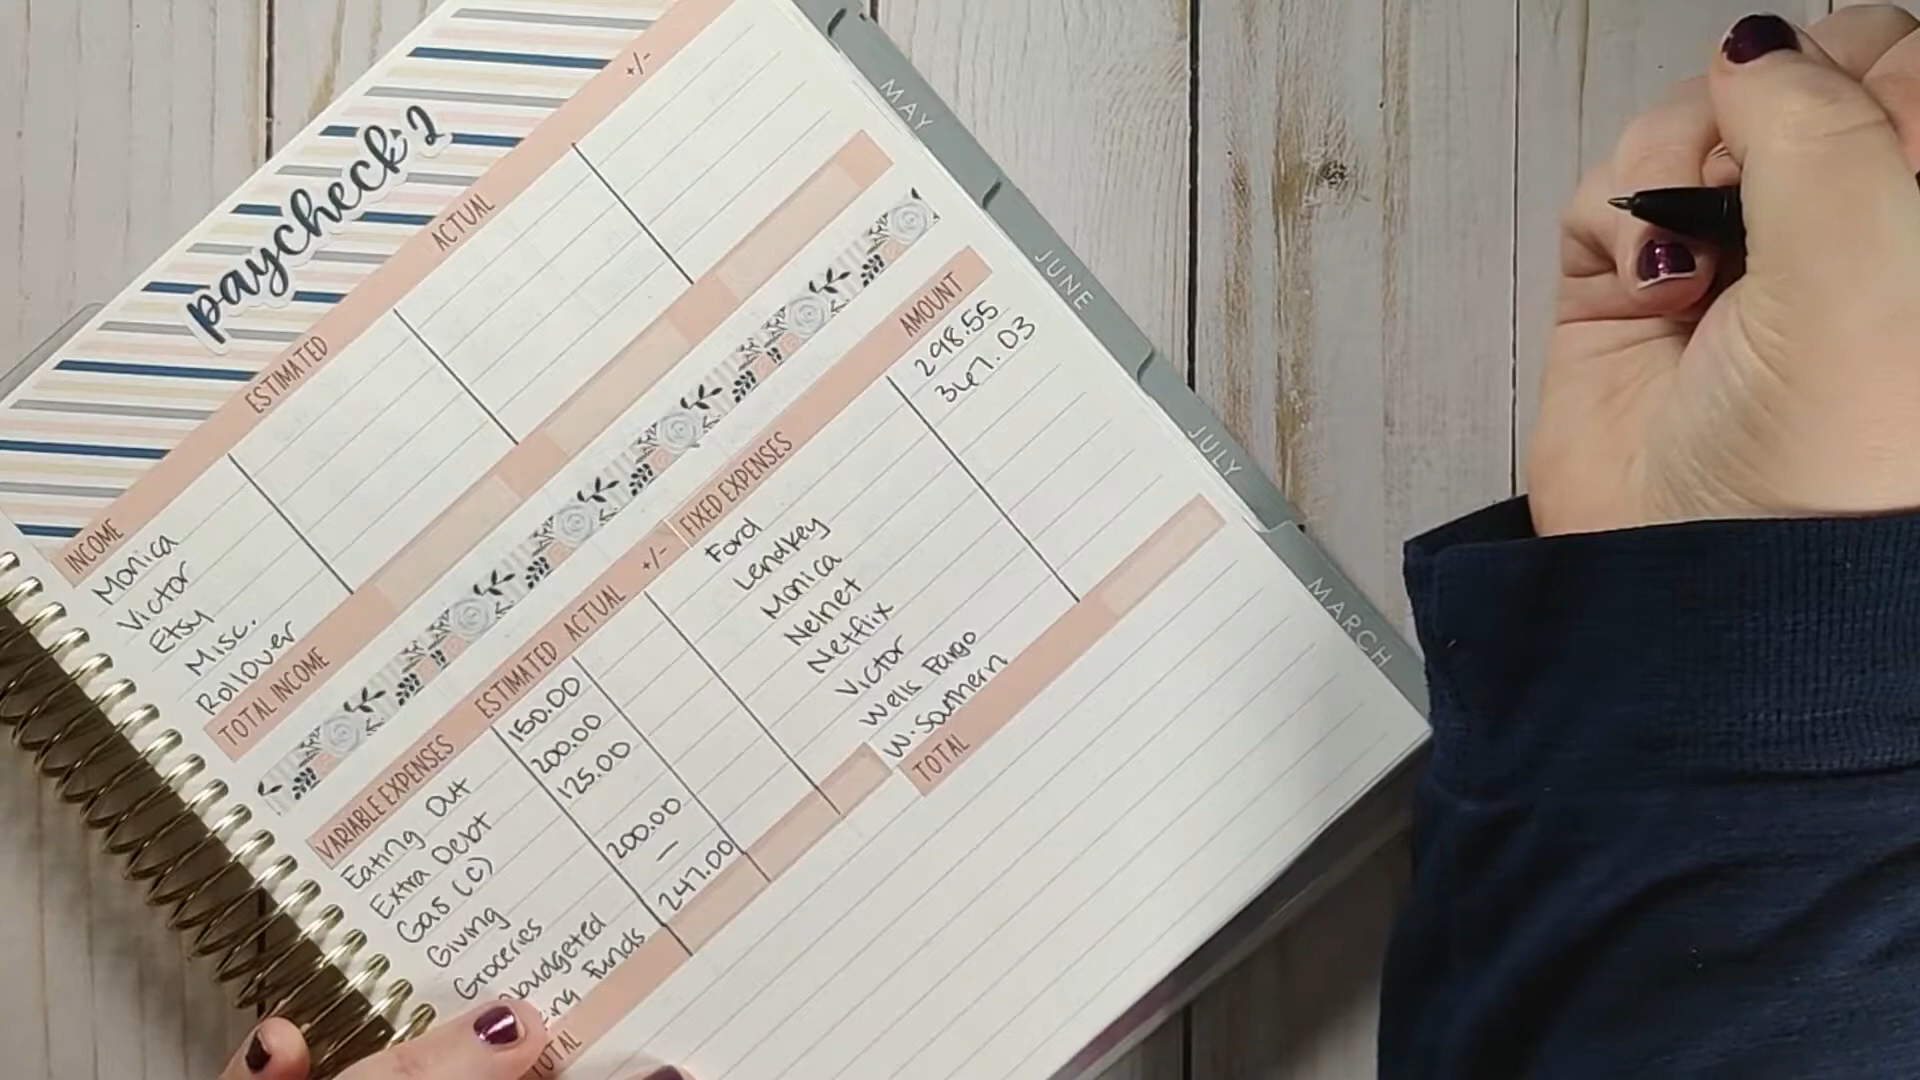 paycheck: 2
INCOME ESTIMATED ACTUAL +/-
Monica
Victor
Etsy
Misc.
Rollover
TOTAL INCOME
VARIABLE EXPENSES ESTIMATED ACTUAL +/-
Eating Out 150.00
Extra Debt 200.00
Gas (C) 125.00
Giving
Groceries 200.00
budgeted —
Funds 247.00
TOTAL
FIXED EXPENSES AMOUNT
Ford 298.55
Lendkey 367.03
Monica
Nelnet
Netflix
Victor
Wells Fargo
W. Southern
TOTAL
MAY
JUNE
JULY
MARCH